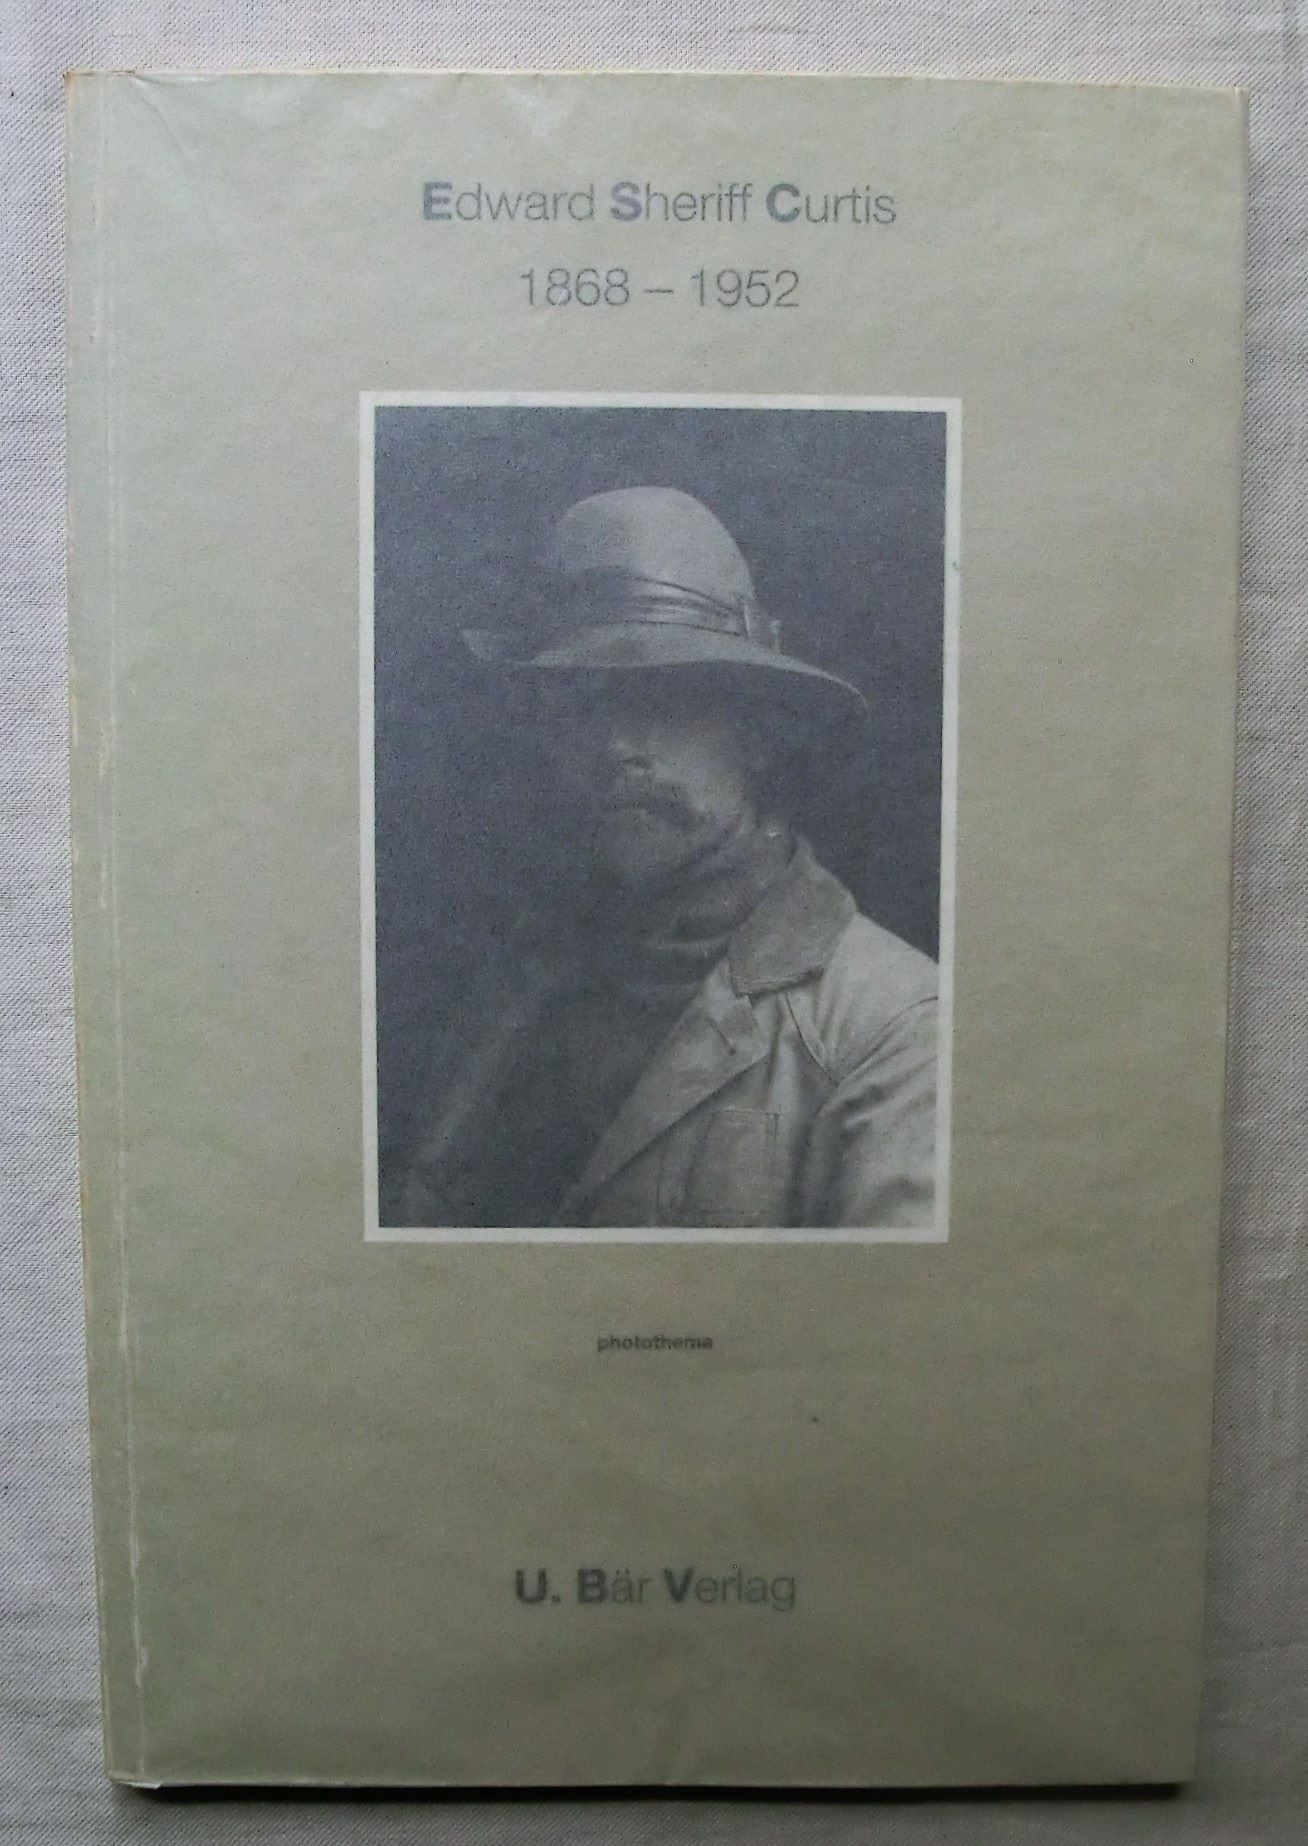 Edward Sheriff Curtis
1868 – 1952
photothema
U. Bär Verlag